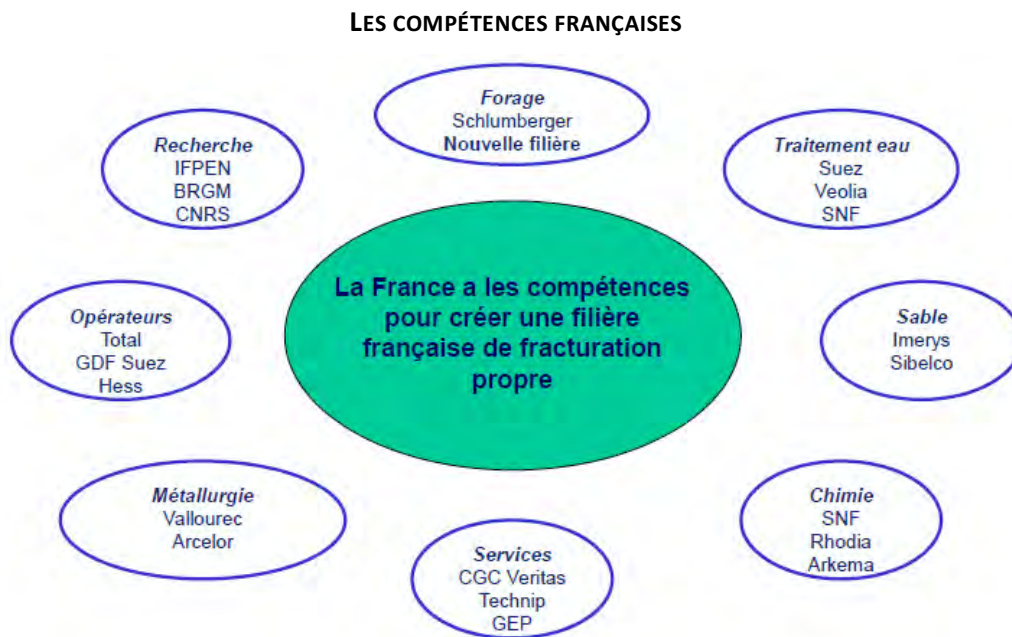 LES COMPÉTENCES FRANÇAISES
Forage
Schlumberger
Nouvelle filière
Recherche
IFPEN
BRGM
CNRS
Traitement eau
Suez
Veolia
SNF
La France a les compétences
pour créer une filière
française de fracturation
propre
Opérateurs
Total
GDF Suez
Hess
Sable
Imerys
Sibelco
Métallurgie
Vallourec
Arcelor
Services
CGC Veritas
Technip
GEP
Chimie
SNF
Rhodia
Arkema